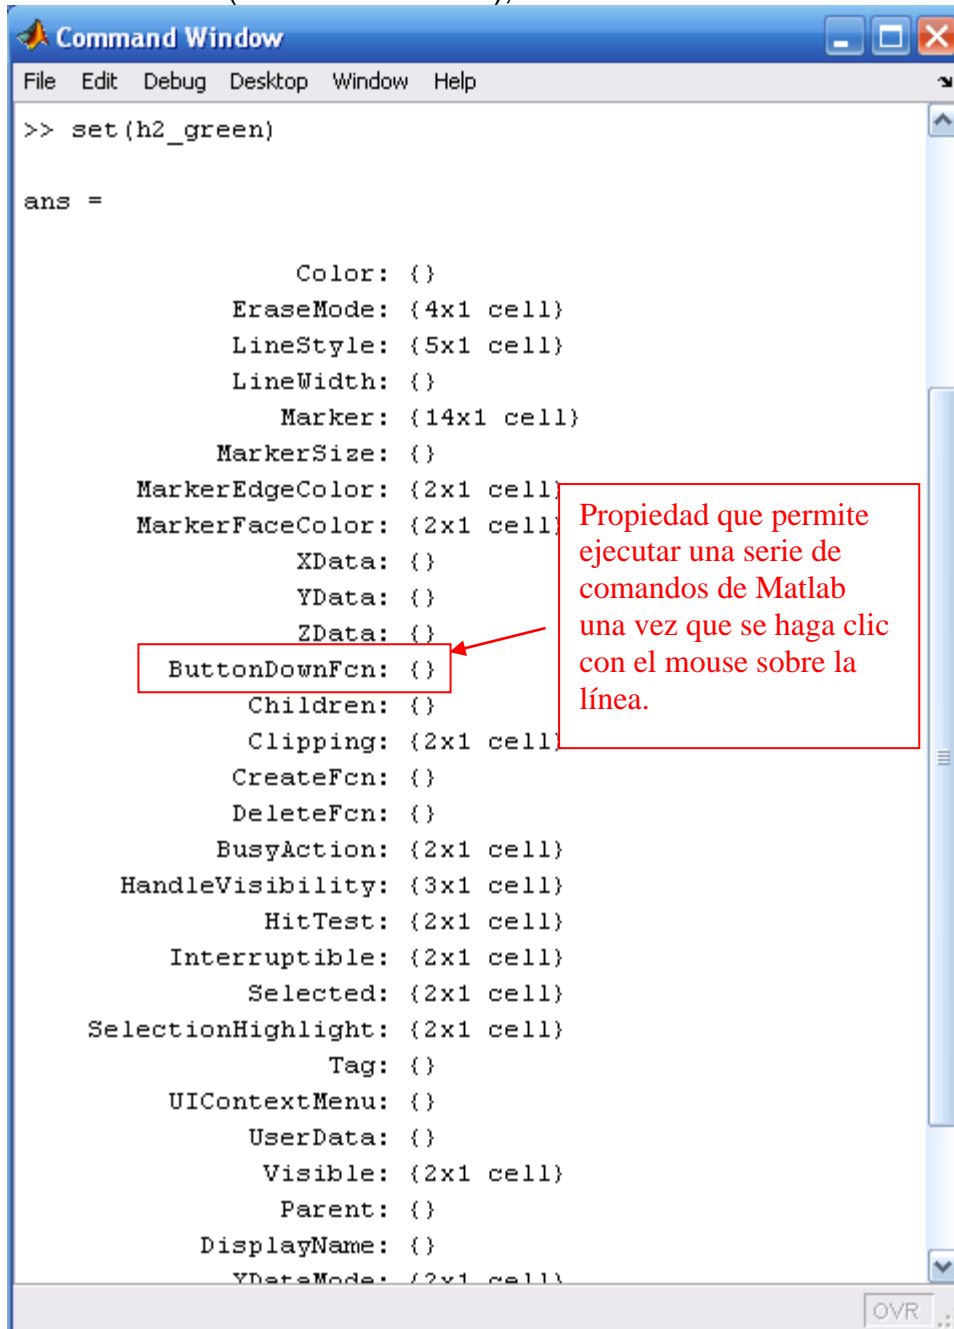 Command Window
File Edit Debug Desktop Window Help
>> set(h2_green)
ans =
Color: {}
EraseMode: {4x1 cell}
LineStyle: {5x1 cell}
LineWidth: {}
Marker: {14x1 cell}
MarkerSize: {}
MarkerEdgeColor: {2x1 cell}
MarkerFaceColor: {2x1 cell}
XData: {}
YData: {}
ZData: {}
ButtonDownFcn: {}
Children: {}
Clipping: {2x1 cell}
CreateFcn: {}
DeleteFcn: {}
BusyAction: {2x1 cell}
HandleVisibility: {3x1 cell}
HitTest: {2x1 cell}
Interruptible: {2x1 cell}
Selected: {2x1 cell}
SelectionHighlight: {2x1 cell}
Tag: {}
UIContextMenu: {}
UserData: {}
Visible: {2x1 cell}
Parent: {}
DisplayName: {}
XDataMode: {2x1 cell}
Propiedad que permite
ejecutar una serie de
comandos de Matlab
una vez que se haga clic
con el mouse sobre la
línea.
OVR